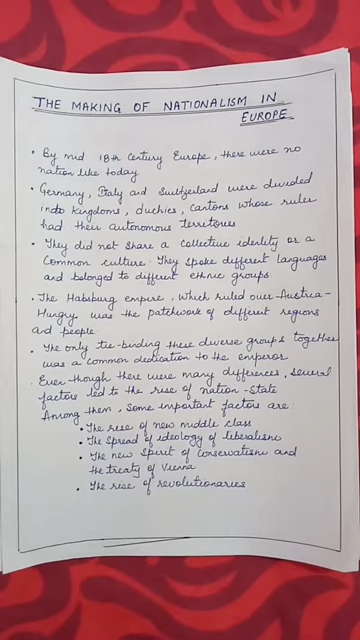 THE MAKING OF NATIONALISM IN
EUROPE
• By mid 18th Century Europe, there were no
nation like today
• Germany, Italy and Switzerland were divided
into kingdoms, duchies, Cantons whose ruler
had their autonomous territories
• They did not share a collective identity or a
Common culture. They spoke different languages
and belonged to different ethnic groups
• The Habsburg empire, which ruled over Austria-
Hungry was the patchwork of different regions
and people
• The only tie-binding these diverse groups together
was a common dedication to the emperor
Even though there were many differences, several
factors led to the rise of nation-State
Among them, Some important factors are:
• The rise of new middle class
• The Spread of ideology of liberalism
• The new Spirit of Conservatism and
the treaty of Vienna
• The rise of revolutionaries